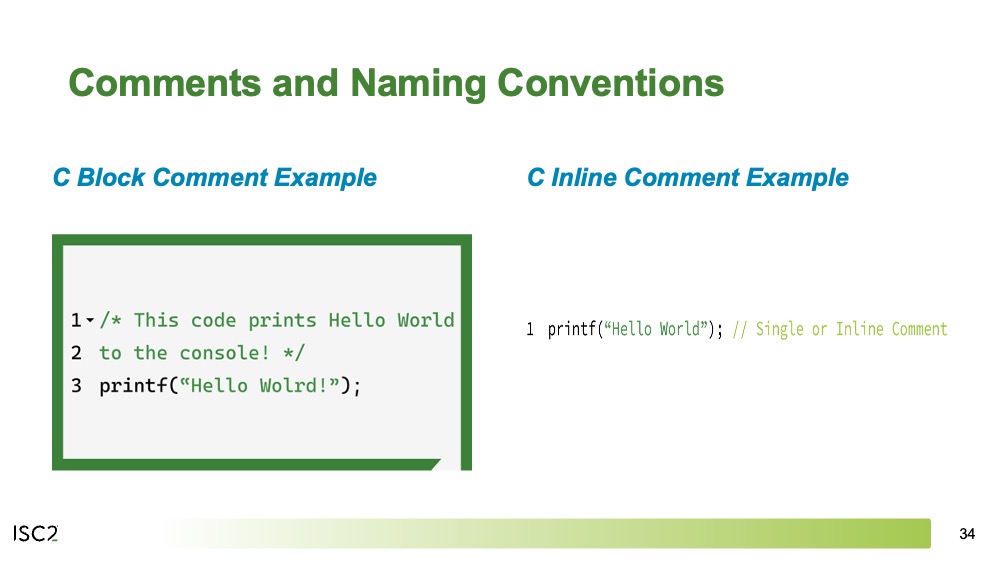 Comments and Naming Conventions
C Block Comment Example
1 /* This code prints Hello World
2 to the console! */
3 printf(“Hello Wolrd!”);
C Inline Comment Example
1 printf(“Hello World”); // Single or Inline Comment
ISC2
34